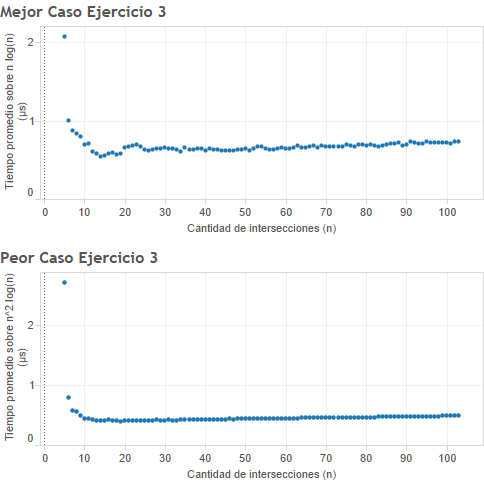 Mejor Caso Ejercicio 3
Tiempo promedio sobre n log(n)
(µs)
2
1
0
0 10 20 30 40 50 60 70 80 90 100
Cantidad de intersecciones (n)
Peor Caso Ejercicio 3
Tiempo promedio sobre n^2 log(n)
(µs)
2
1
0
0 10 20 30 40 50 60 70 80 90 100
Cantidad de intersecciones (n)